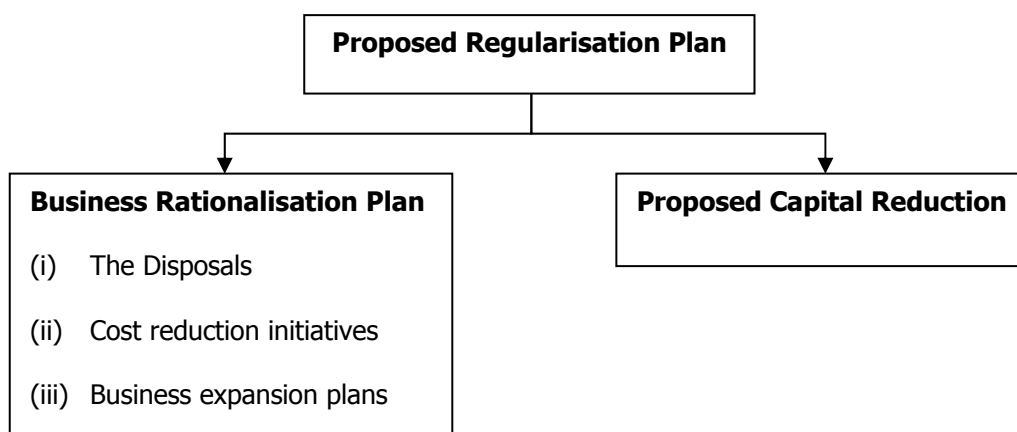 Proposed Regularisation Plan
Business Rationalisation Plan
(i) The Disposals
(ii) Cost reduction initiatives
(iii) Business expansion plans
Proposed Capital Reduction